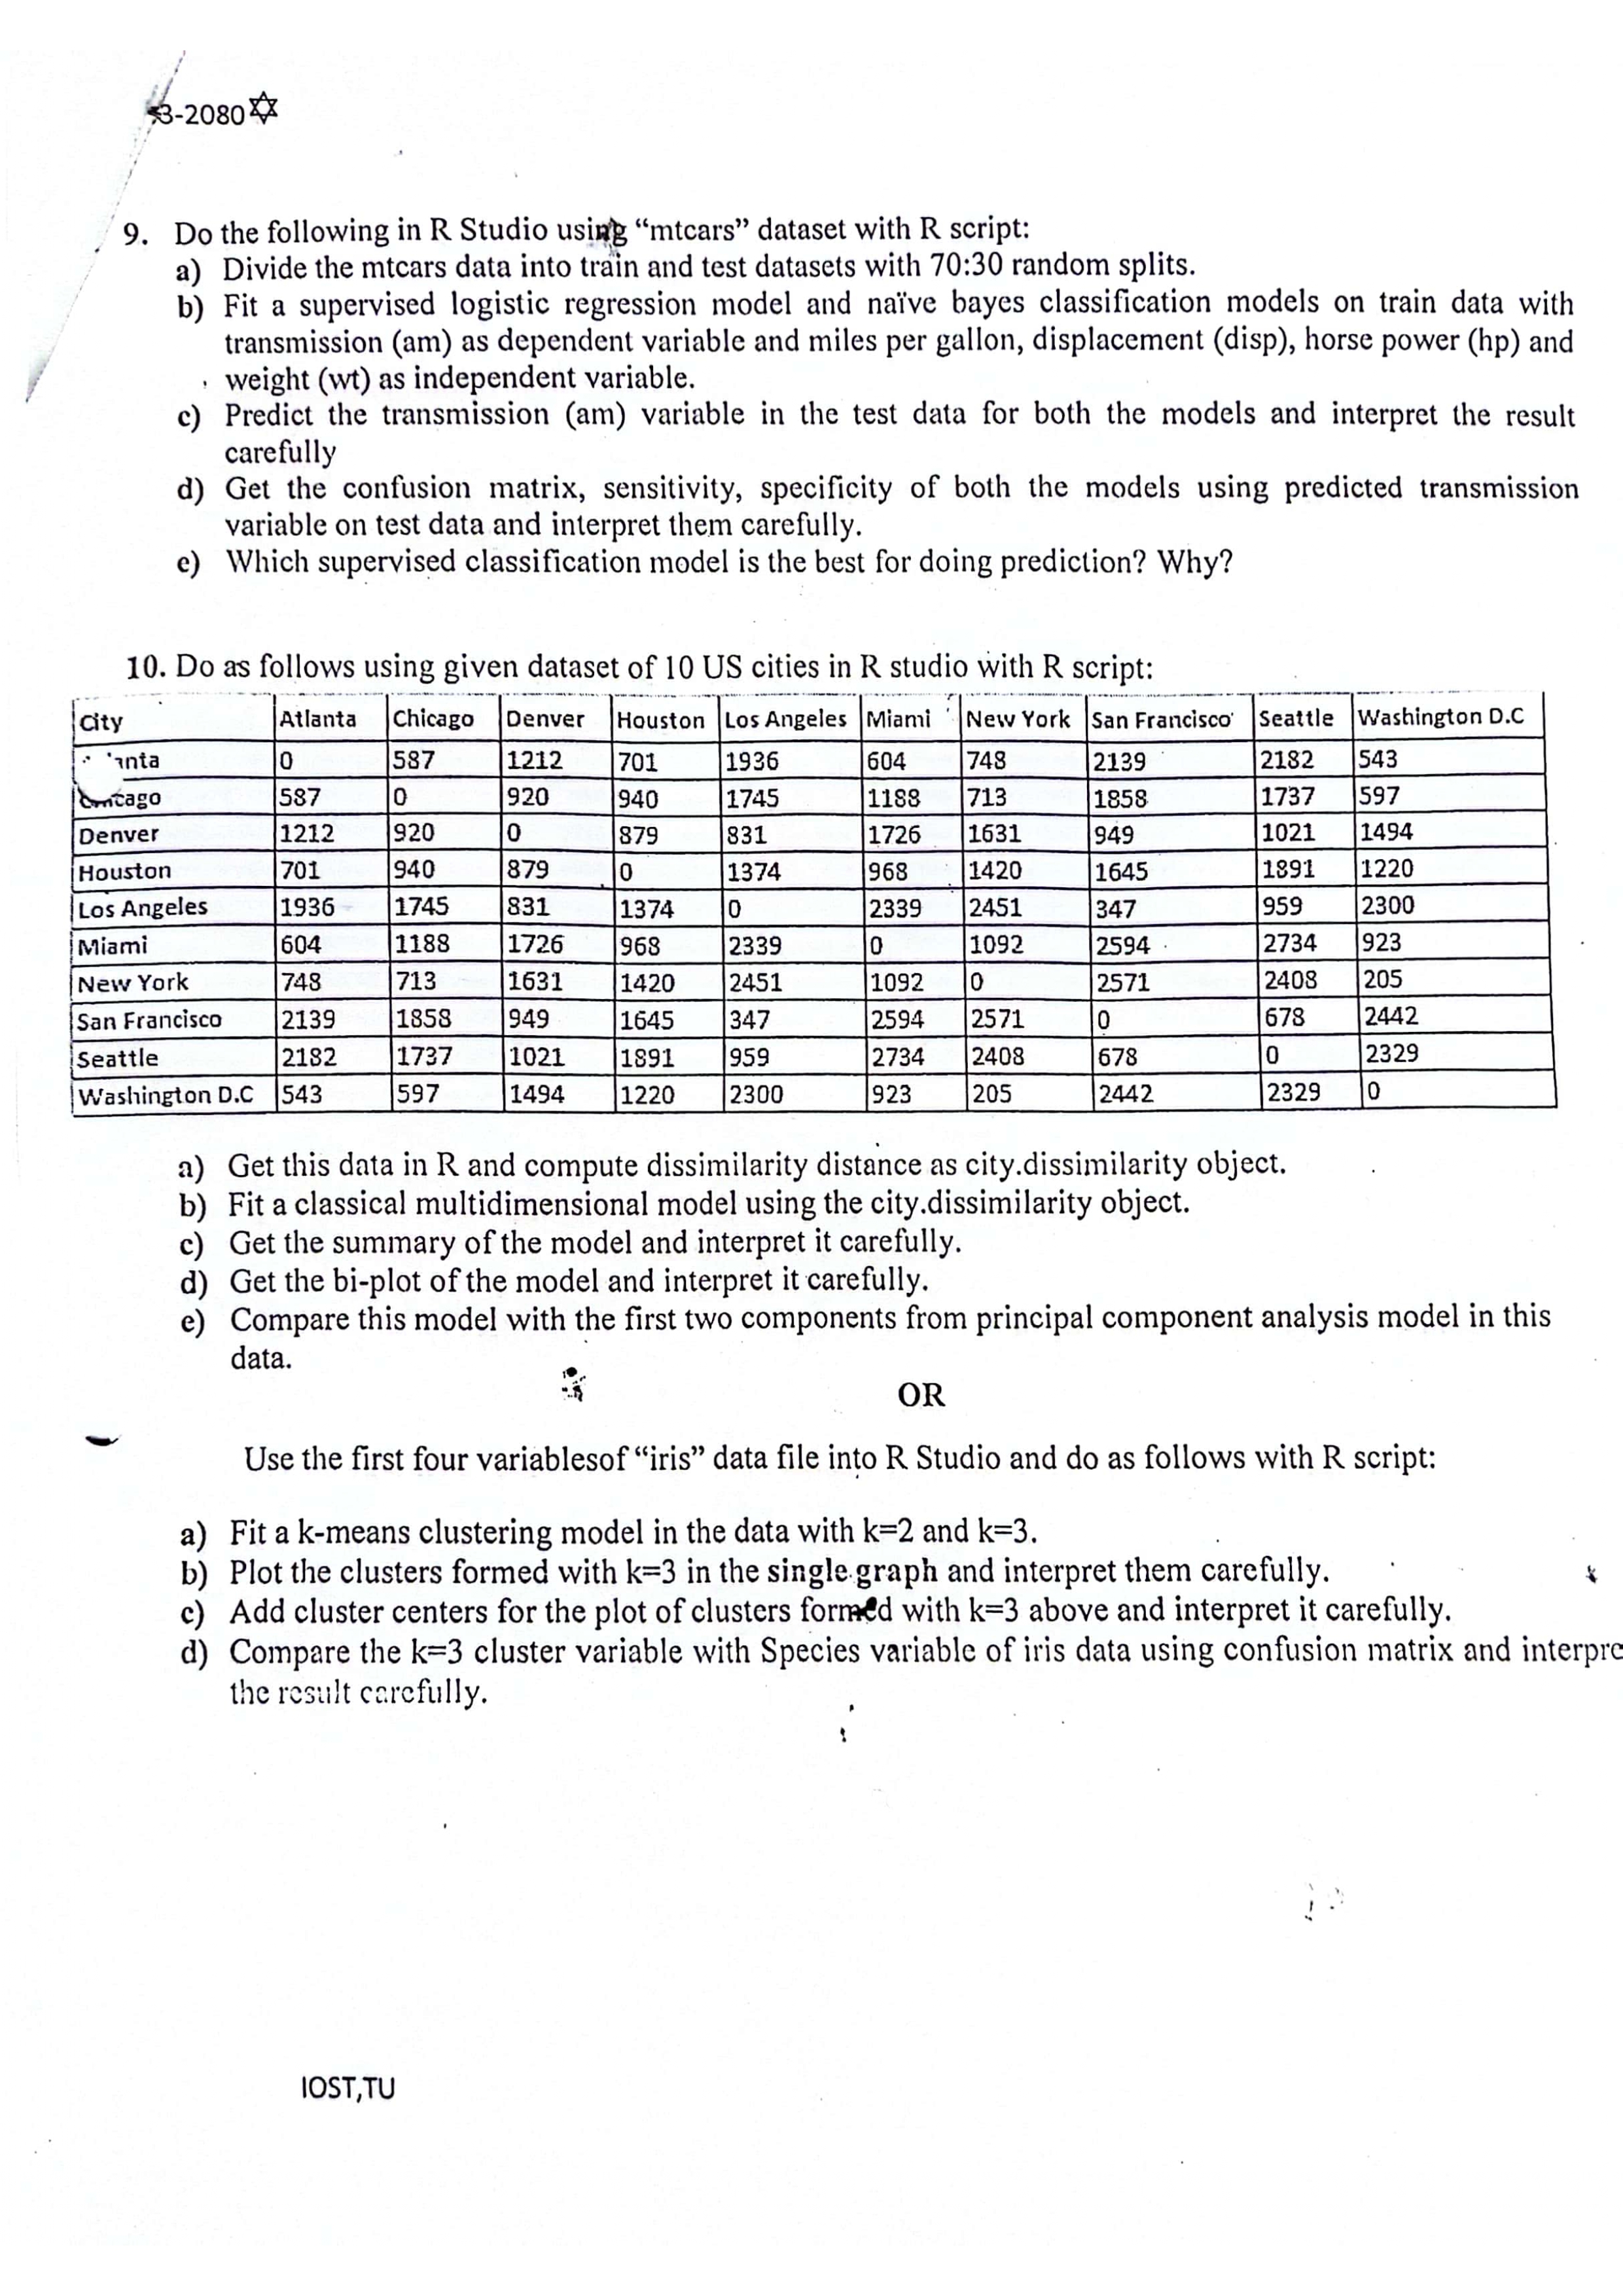 3-2080
9. Do the following in R Studio using “mtcars” dataset with R script:
a) Divide the mtcars data into train and test datasets with 70:30 random splits.
b) Fit a supervised logistic regression model and naïve bayes classification models on train data with
transmission (am) as dependent variable and miles per gallon, displacement (disp), horse power (hp) and
weight (wt) as independent variable.
c) Predict the transmission (am) variable in the test data for both the models and interpret the result
carefully
d) Get the confusion matrix, sensitivity, specificity of both the models using predicted transmission
variable on test data and interpret them carefully.
e) Which supervised classification model is the best for doing prediction? Why?
10. Do as follows using given dataset of 10 US cities in R studio with R script:
City Atlanta Chicago Denver Houston Los Angeles Miami New York San Francisco Seattle Washington D.C
0 587 1212 701 1936 604 748 2139 2182 543
587 0 920 940 1745 1188 713 1858 1737 597
Denver 1212 920 0 879 831 1726 1631 949 1021 1494
Houston 701 940 879 0 1374 968 1420 1645 1891 1220
Los Angeles 1936 1745 831 1374 0 2339 2451 347 959 2300
Miami 604 1188 1726 968 2339 0 1092 2594 2734 923
New York 748 713 1631 1420 2451 1092 0 2571 2408 205
San Francisco 2139 1858 949 1645 347 2594 2571 0 678 2442
Seattle 2182 1737 1021 1891 959 2734 2408 678 0 2329
Washington D.C 543 597 1494 1220 2300 923 205 2442 2329 0
a) Get this data in R and compute dissimilarity distance as city.dissimilarity object.
b) Fit a classical multidimensional model using the city.dissimilarity object.
c) Get the summary of the model and interpret it carefully.
d) Get the bi-plot of the model and interpret it carefully.
e) Compare this model with the first two components from principal component analysis model in this
data.
OR
Use the first four variablesof “iris” data file into R Studio and do as follows with R script:
a) Fit a k-means clustering model in the data with k=2 and k=3.
b) Plot the clusters formed with k=3 in the single graph and interpret them carefully.
c) Add cluster centers for the plot of clusters formed with k=3 above and interpret it carefully.
d) Compare the k=3 cluster variable with Species variable of iris data using confusion matrix and interpre
the result carefully.
IOST,TU